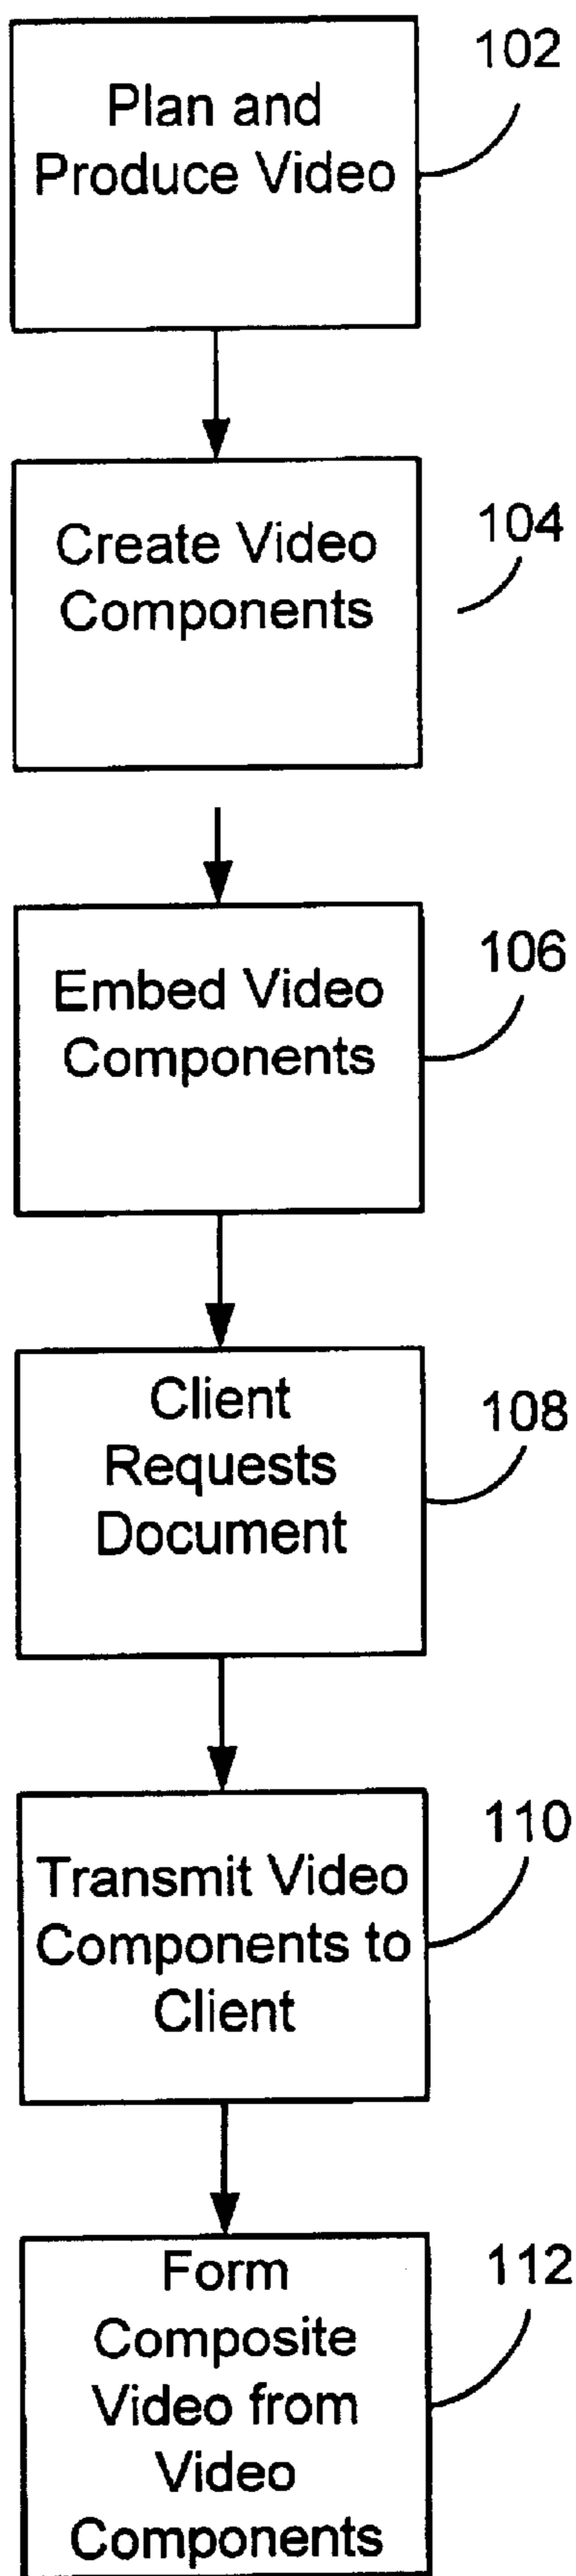 102
Plan and
Produce Video
104
Create Video
Components
106
Embed Video
Components
108
Client
Requests
Document
110
Transmit Video
Components to
Client
112
Form
Composite
Video from
Video
Components